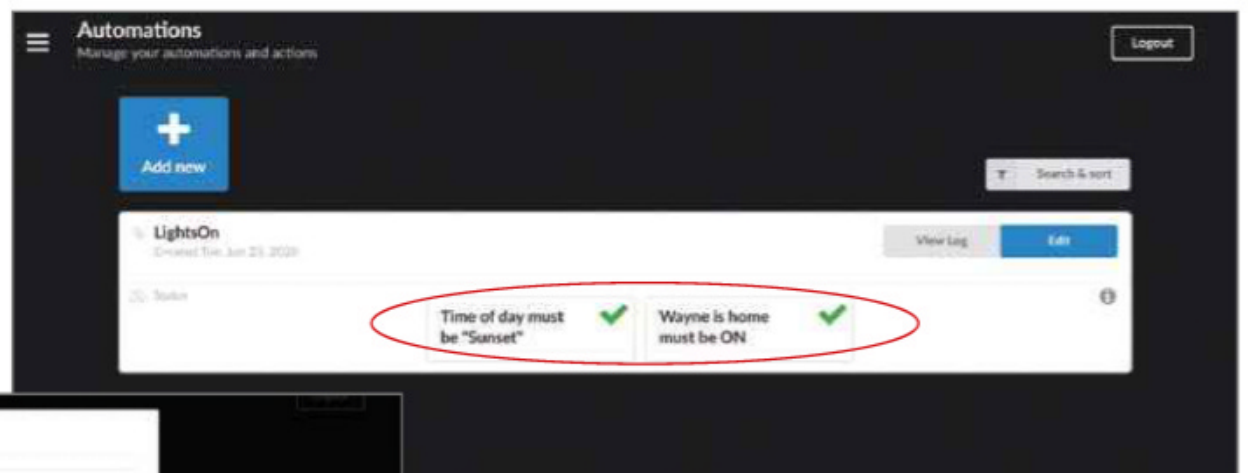 Automations
Manage your automations and actions
Logout
Add new
Search & sort
LightsOn
Created Tue, Jun 23, 2020
View Log
Edit
Status
Time of day must
be "Sunset"
Wayne is home
must be ON